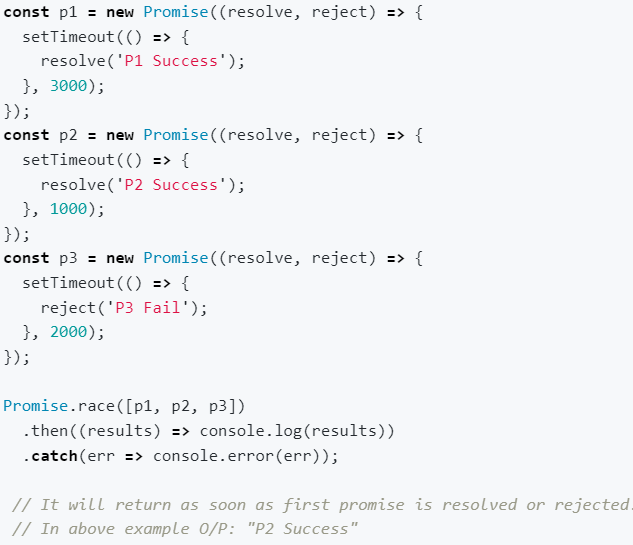 const p1 = new Promise((resolve, reject) => {
  setTimeout(() => {
    resolve('P1 Success');
  }, 3000);
});
const p2 = new Promise((resolve, reject) => {
  setTimeout(() => {
    resolve('P2 Success');
  }, 1000);
});
const p3 = new Promise((resolve, reject) => {
  setTimeout(() => {
    reject('P3 Fail');
  }, 2000);
});

Promise.race([p1, p2, p3])
  .then((results) => console.log(results))
  .catch(err => console.error(err));

 // It will return as soon as first promise is resolved or rejected.
 // In above example O/P: "P2 Success"